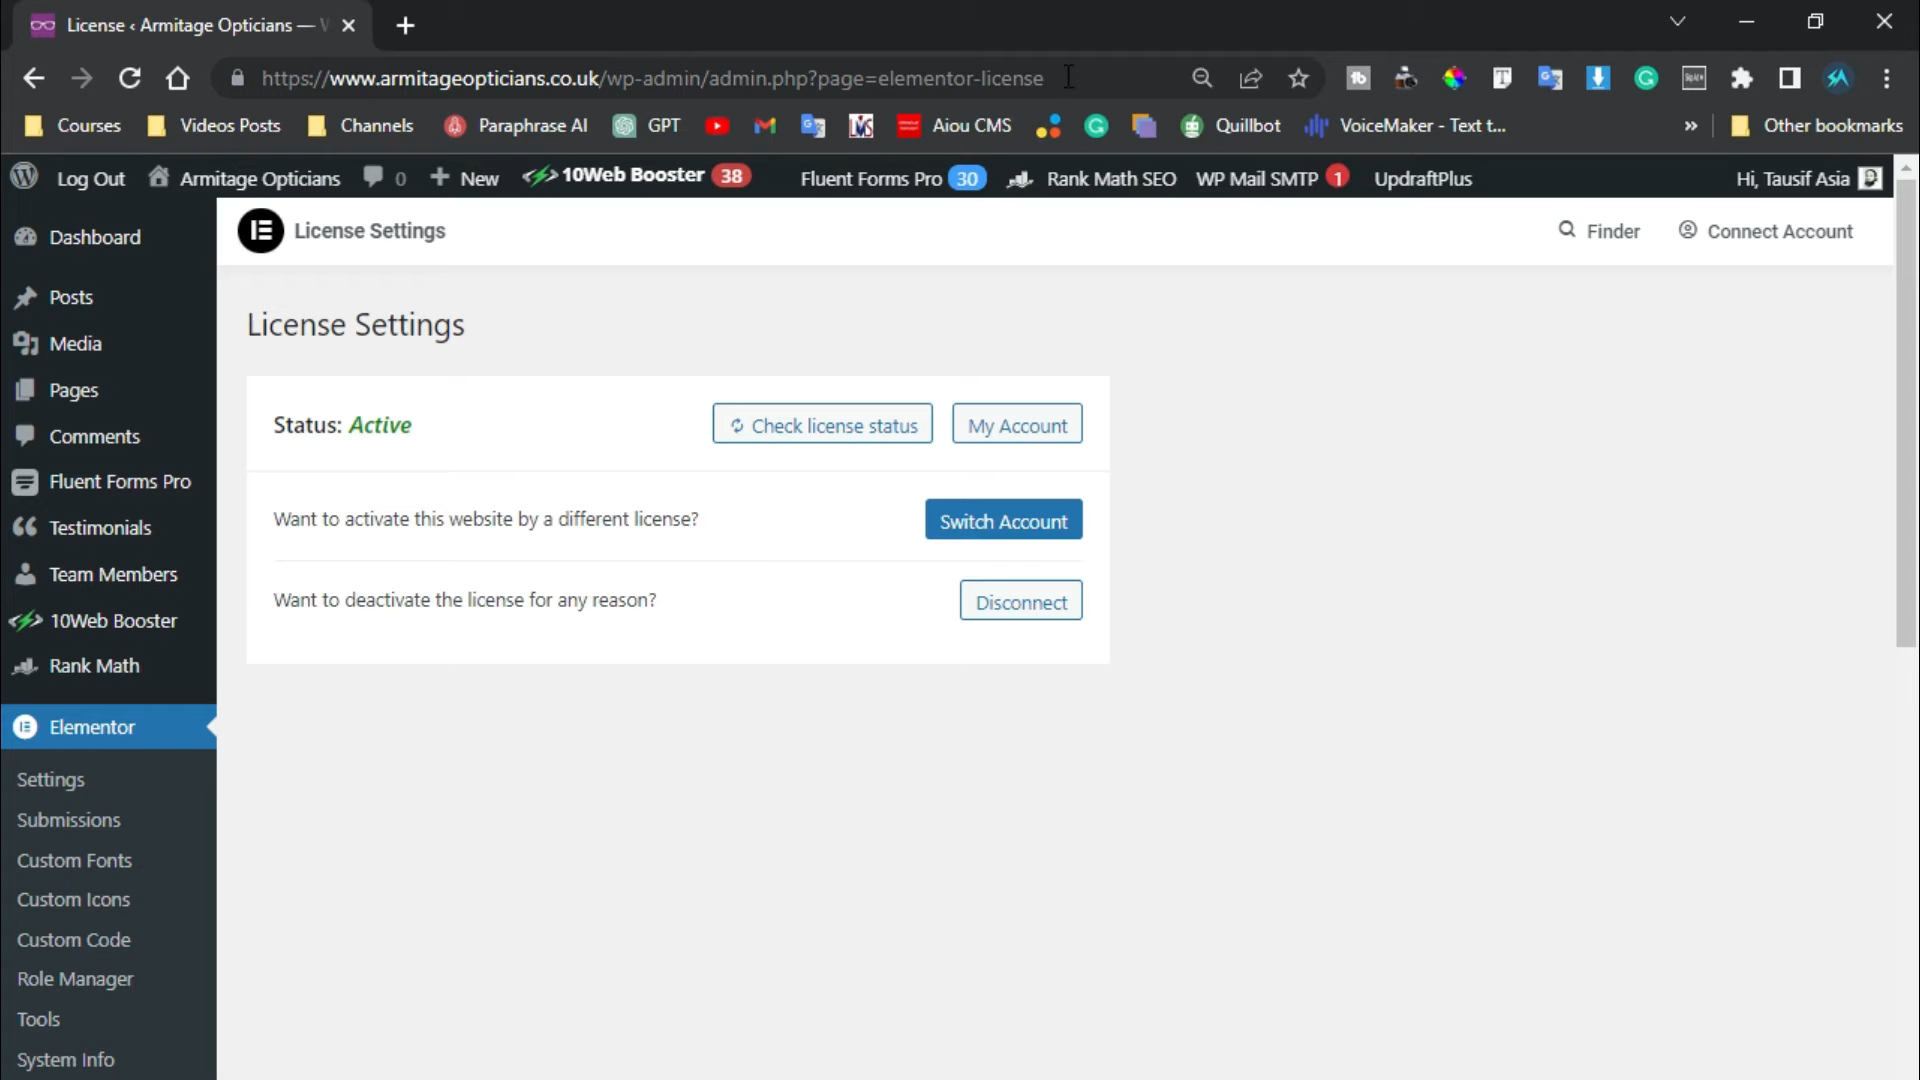 License ‹ Armitage Opticians —
https://www.armitageopticians.co.uk/wp-admin/admin.php?page=elementor-license
Courses Videos Posts Channels Paraphrase AI GPT Aiou CMS Quillbot VoiceMaker - Text t... » Other bookmarks
Log Out Armitage Opticians 0 New 10Web Booster 38 Fluent Forms Pro 30 Rank Math SEO WP Mail SMTP 1 UpdraftPlus Hi, Tausif Asia
Dashboard
Posts
Media
Pages
Comments
Fluent Forms Pro
Testimonials
Team Members
10Web Booster
Rank Math
Elementor
Settings
Submissions
Custom Fonts
Custom Icons
Custom Code
Role Manager
Tools
System Info
License Settings Finder Connect Account
License Settings
Status: Active Check license status My Account
Want to activate this website by a different license? Switch Account
Want to deactivate the license for any reason? Disconnect